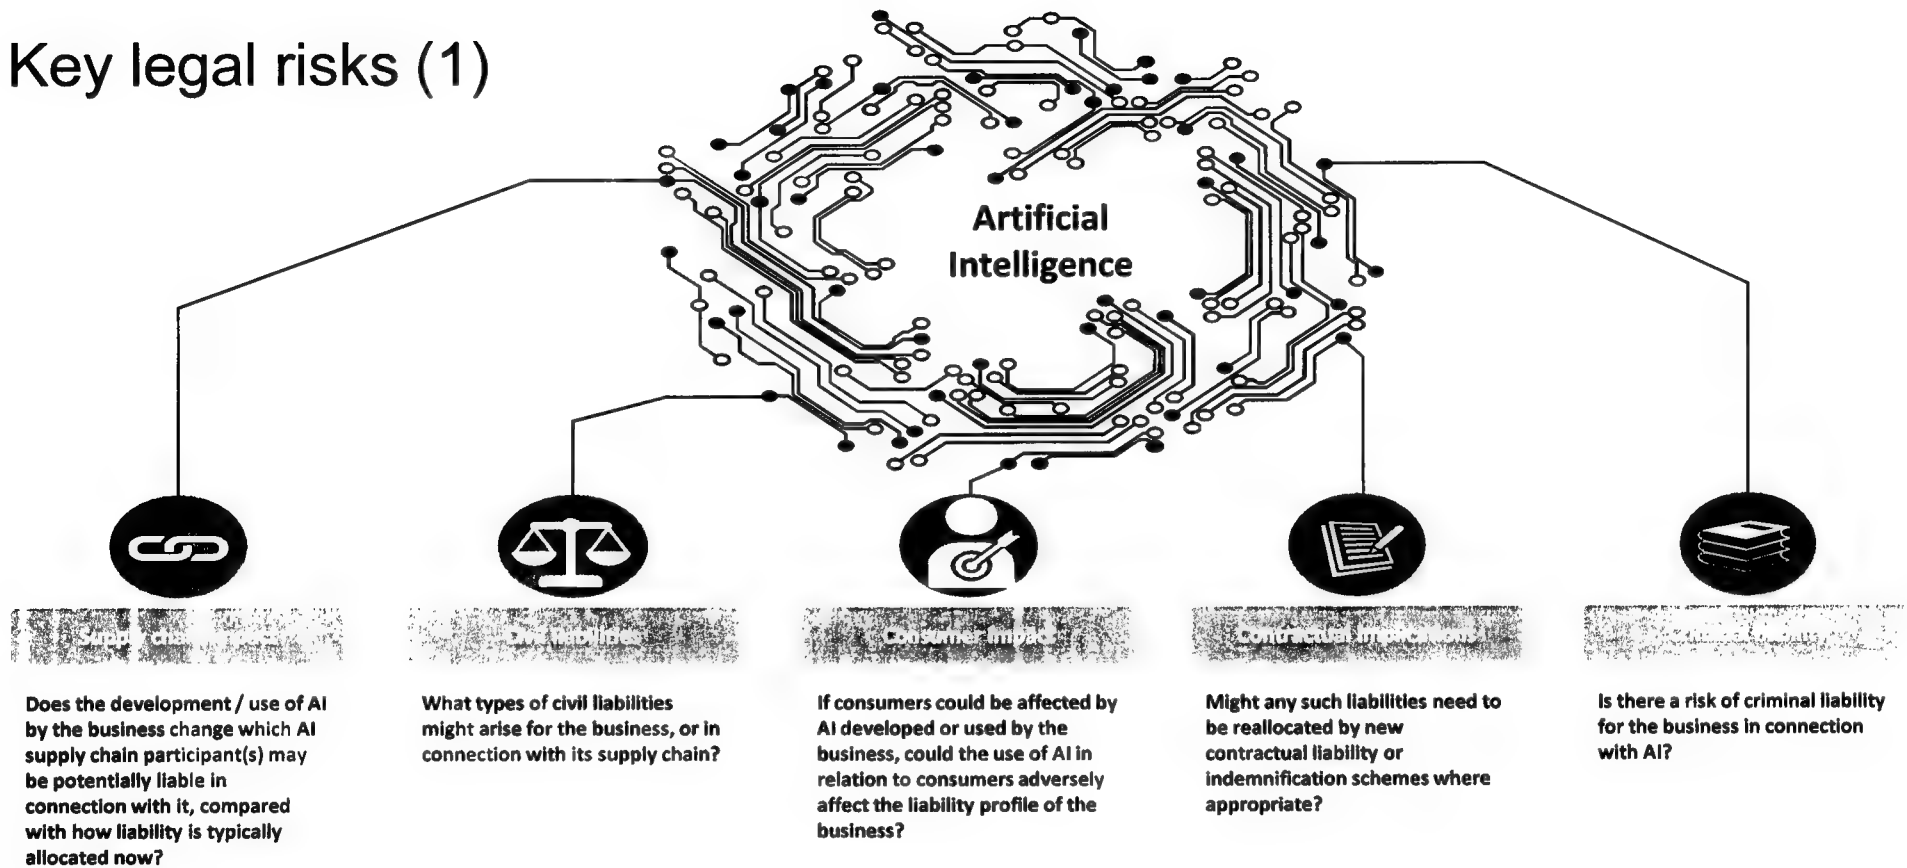 Key legal risks (1)
Artificial
Intelligence
Supply chain
Civil liabilities
Consumer impact
Contractual implications
Does the development / use of AI
by the business change which AI
supply chain participant(s) may
be potentially liable in
connection with it, compared
with how liability is typically
allocated now?
What types of civil liabilities
might arise for the business, or in
connection with its supply chain?
If consumers could be affected by
AI developed or used by the
business, could the use of AI in
relation to consumers adversely
affect the liability profile of the
business?
Might any such liabilities need to
be reallocated by new
contractual liability or
indemnification schemes where
appropriate?
Is there a risk of criminal liability
for the business in connection
with AI?